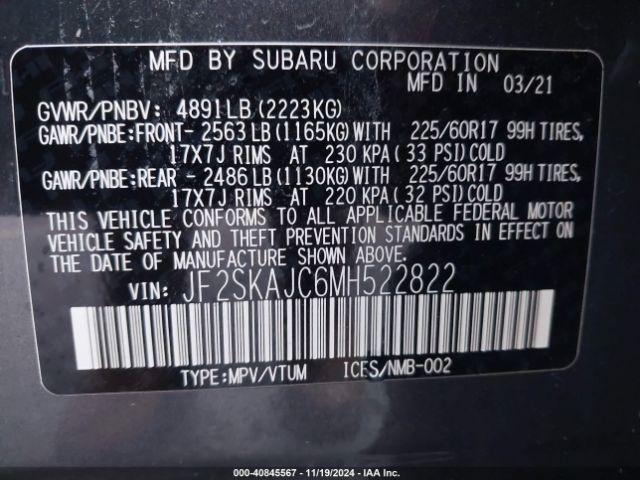 MFD BY SUBARU CORPORATION
MFD IN 03/21
GVWR/PNBV: 4891LB (2223KG)
GAWR/PNBE:FRONT- 2563LB (1165KG) WITH 225/60R17 99H TIRES,
17X7J RIMS AT 230 KPA ( 33 PSI) COLD
GAWR/PNBE:REAR - 2486LB (1130KG) WITH 225/60R17 99H TIRES,
17X7J RIMS AT 220 KPA ( 32 PSI) COLD
THIS VEHICLE CONFORMS TO ALL APPLICABLE FEDERAL MOTOR
VEHICLE SAFETY AND THEFT PREVENTION STANDARDS IN EFFECT ON
THE DATE OF MANUFACTURE SHOWN ABOVE.
VIN: JF2SKAJC6MH522822
TYPE:MPV/VTUM ICES/NMB-002
© - 40845567 - 11/19/2024 - IAA Inc.